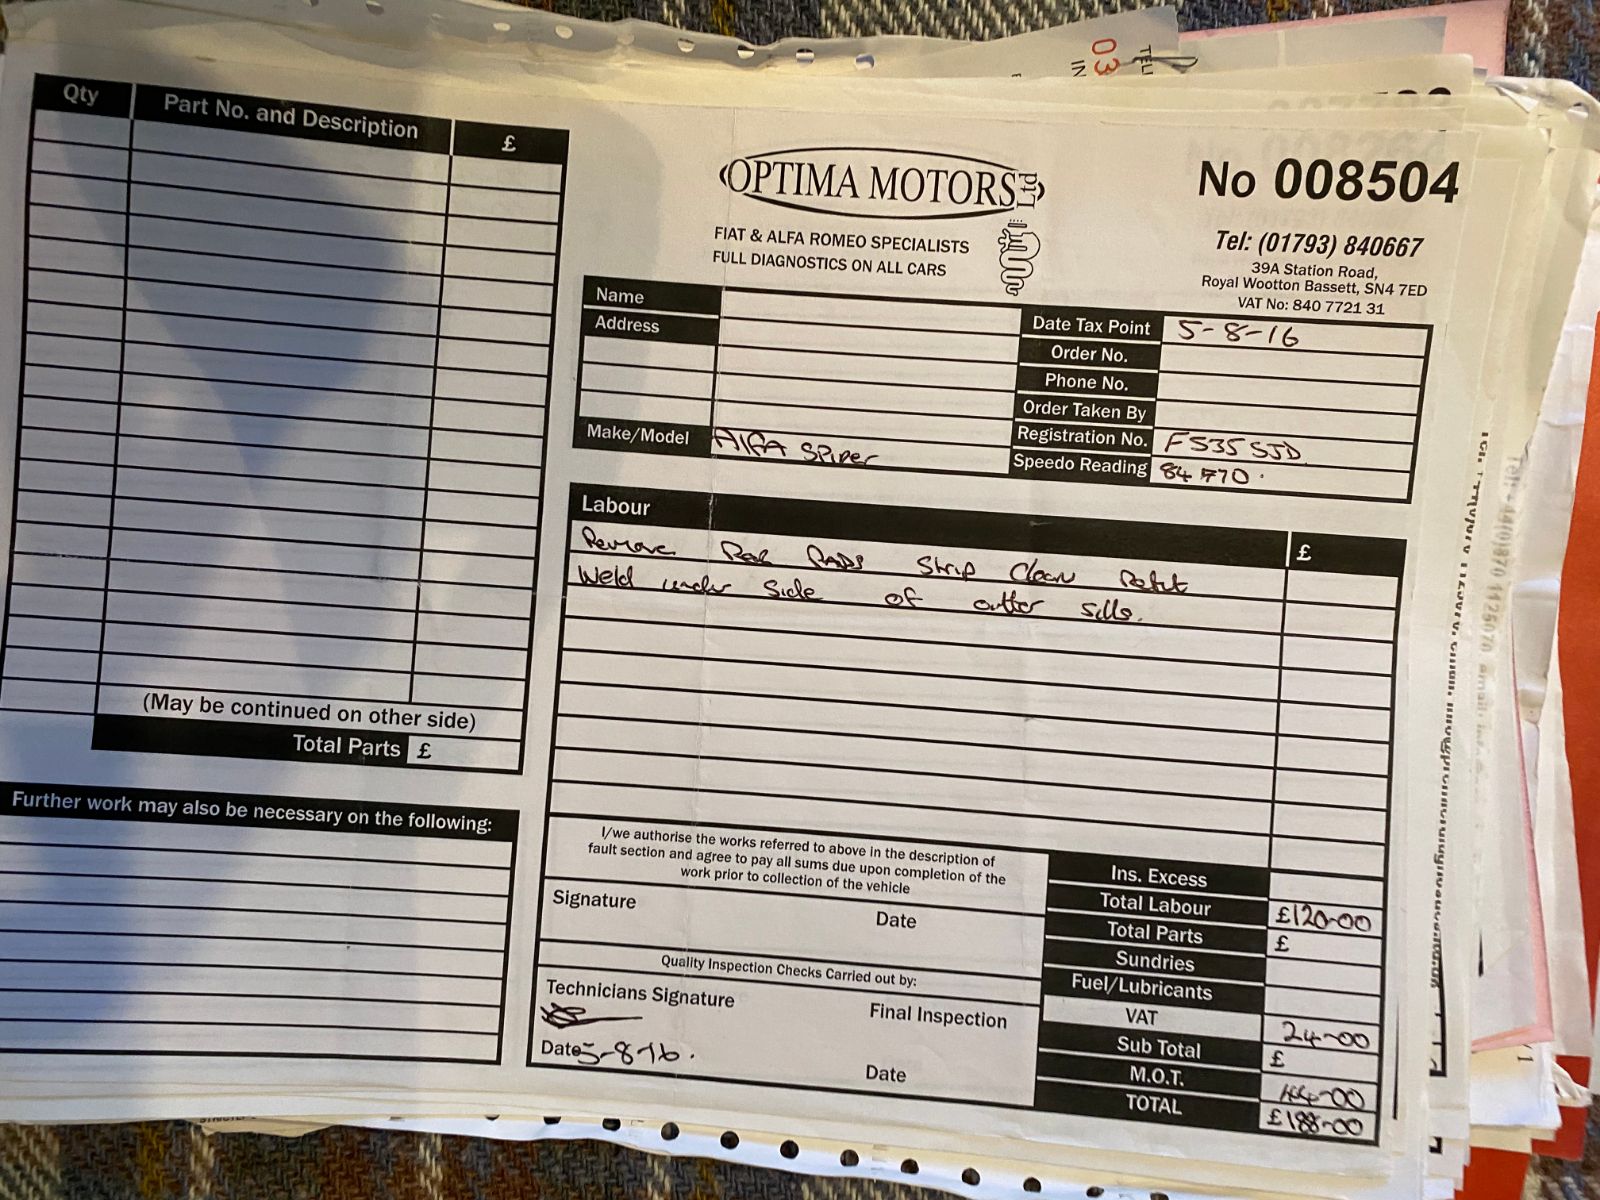 Qty Part No. and Description £
(May be continued on other side)
Total Parts £
Further work may also be necessary on the following:
03
IN
OPTIMA MOTORS Ltd
FIAT & ALFA ROMEO SPECIALISTS
FULL DIAGNOSTICS ON ALL CARS
No 008504
Tel: (01793) 840667
39A Station Road,
Royal Wootton Bassett, SN4 7ED
VAT No: 840 7721 31
Name
Address
Make/Model Alfa Spider
Date Tax Point 5-8-16
Order No.
Phone No.
Order Taken By
Registration No. F535 SJD
Speedo Reading 84770.
Labour £
Remove Rear Pads Strip Clean Refit
Weld under side of outter sills.
I/we authorise the works referred to above in the description of
fault section and agree to pay all sums due upon completion of the
work prior to collection of the vehicle
Signature Date
Quality Inspection Checks Carried out by:
Technicians Signature Final Inspection
Date 5-8-16. Date
Ins. Excess
Total Labour £120-00
Total Parts £
Sundries
Fuel/Lubricants
VAT 24-00
Sub Total £
M.O.T. 44-00
TOTAL £188-00